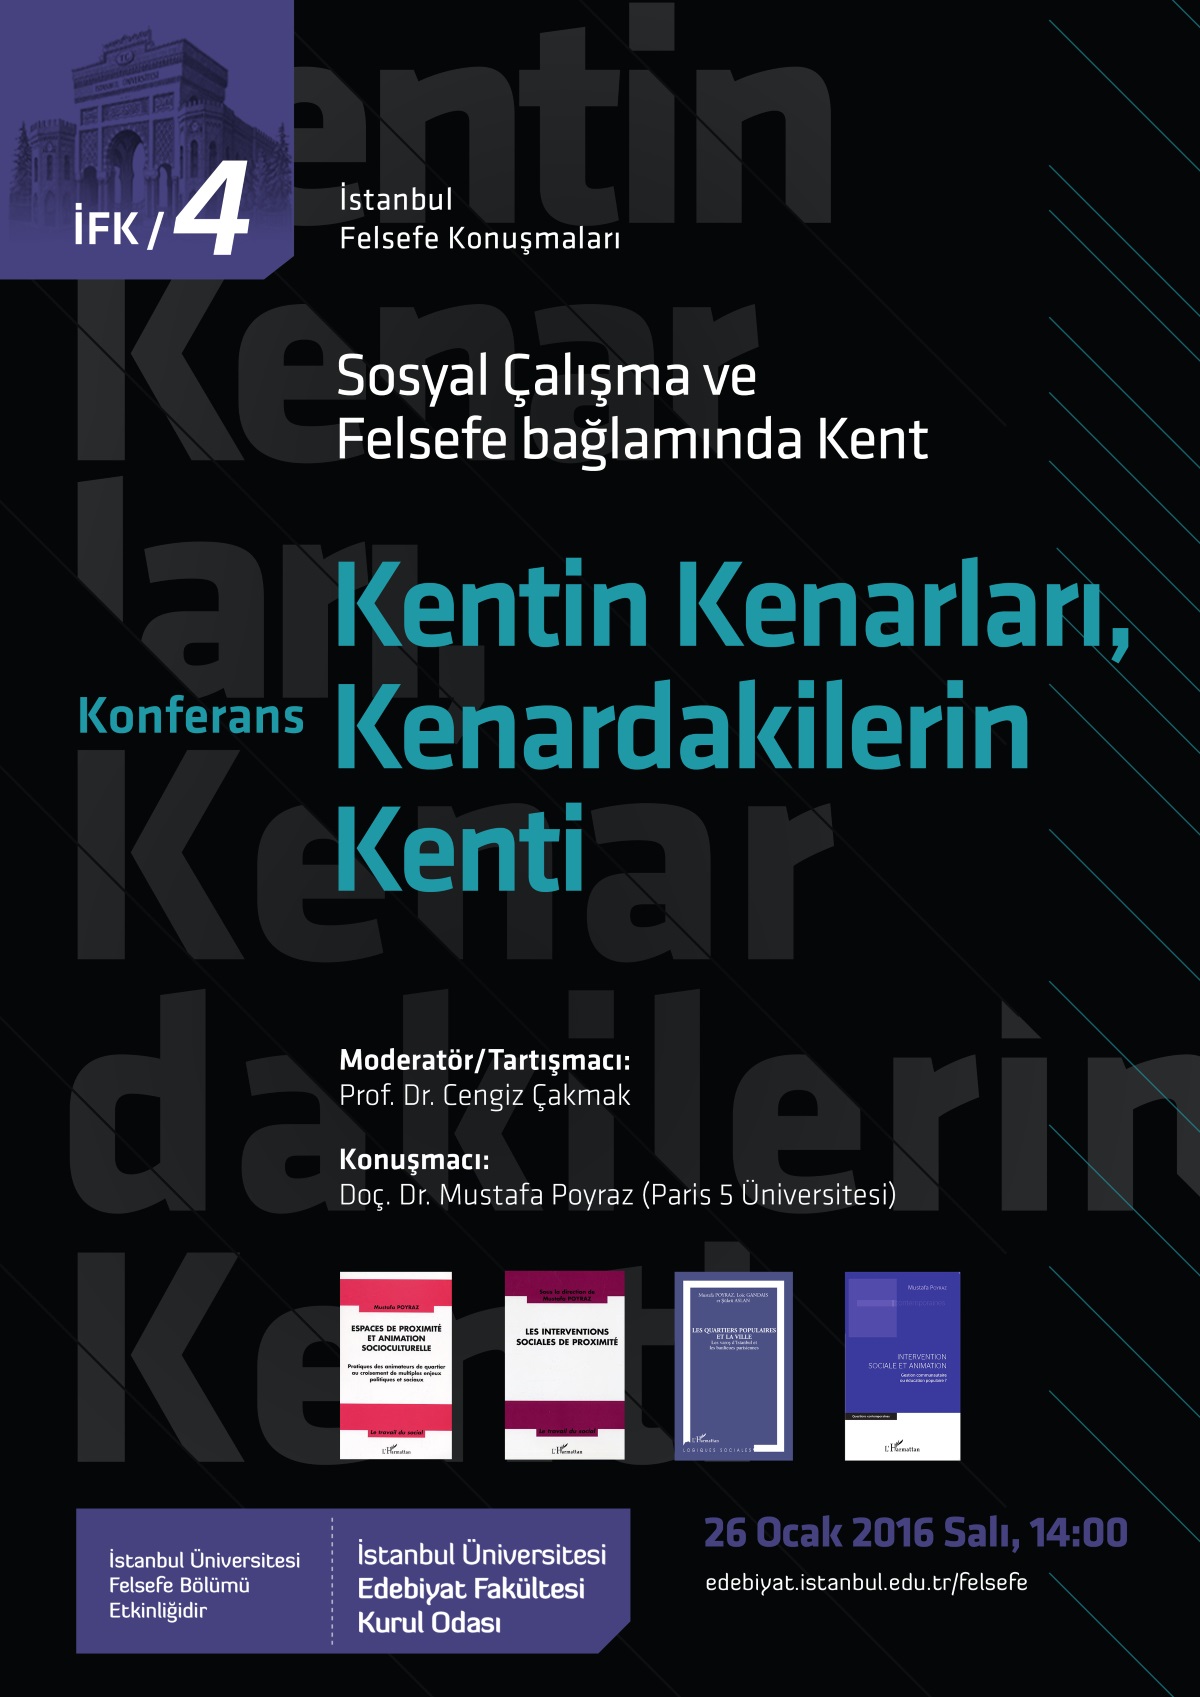 Kentin
Kenar
ları,
Kenar
dakilerin
Kenti
İFK / 4
İstanbul
Felsefe Konuşmaları
Sosyal Çalışma ve
Felsefe bağlamında Kent
Konferans
Kentin Kenarları,
Kenardakilerin
Kenti
Moderatör/Tartışmacı:
Prof. Dr. Cengiz Çakmak
Konuşmacı:
Doç. Dr. Mustafa Poyraz (Paris 5 Üniversitesi)
Mustafa POYRAZ
ESPACES DE PROXIMITÉ
ET ANIMATION
SOCIOCULTURELLE
Pratiques des animateurs de quartier
au croisement de multiples enjeux
politiques et sociaux
Le travail du social
L'Harmattan
Sous la direction de
Mustafa POYRAZ
LES INTERVENTIONS
SOCIALES DE PROXIMITÉ
Le travail du social
L'Harmattan
Mustafa POYRAZ, Loïc GANDAIS
et Şükrü ASLAN
LES QUARTIERS POPULAIRES
ET LA VILLE
Les varoş d'Istanbul et
les banlieues parisiennes
L'Harmattan
LOGIQUES SOCIALES
Mustafa POYRAZ
INTERVENTION
SOCIALE ET ANIMATION
Gestion communautaire
ou éducation populaire ?
Questions contemporaines
L'Harmattan
İstanbul Üniversitesi
Felsefe Bölümü
Etkinliğidir
İstanbul Üniversitesi
Edebiyat Fakültesi
Kurul Odası
26 Ocak 2016 Salı, 14:00
edebiyat.istanbul.edu.tr/felsefe